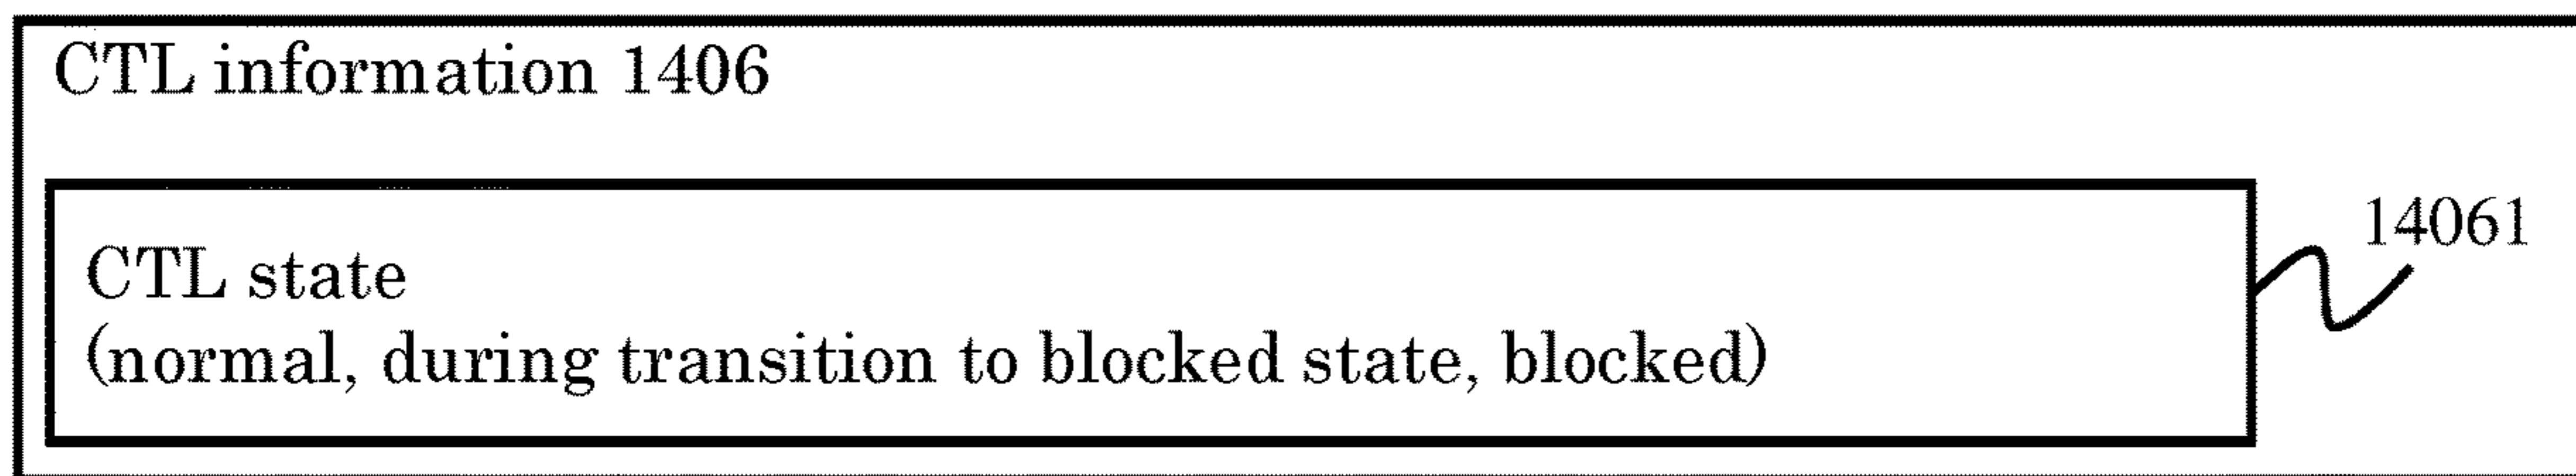 CTL information 1406
14061
CTL state
(normal, during transition to blocked state, blocked)